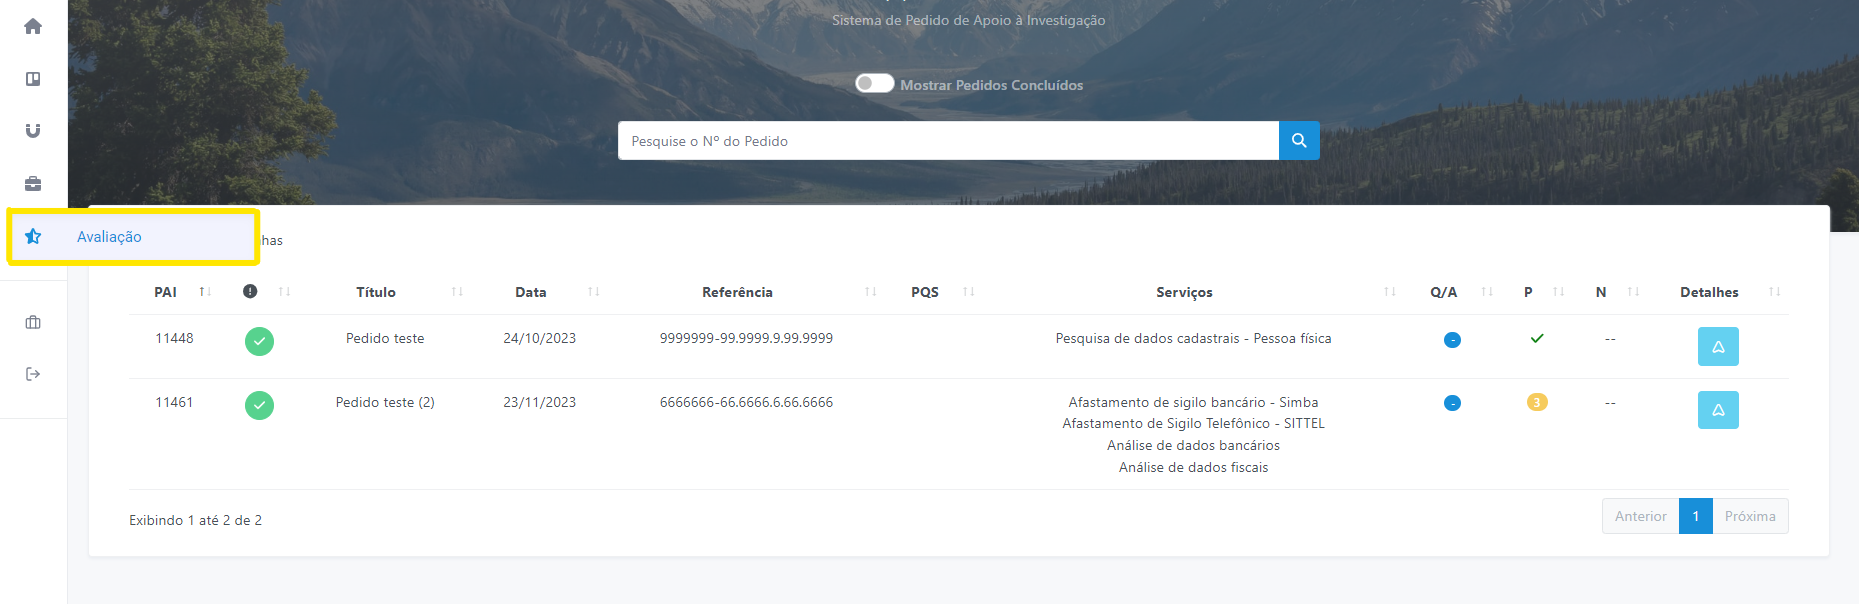 Sistema de Pedido de Apoio à Investigação
Mostrar Pedidos Concluídos
Pesquise o Nº do Pedido
Avaliação
PAI Título Data Referência PQS Serviços Q/A P N Detalhes
11448 Pedido teste 24/10/2023 9999999-99.9999.9.99.9999 Pesquisa de dados cadastrais - Pessoa física - --
11461 Pedido teste (2) 23/11/2023 6666666-66.6666.6.66.6666 Afastamento de sigilo bancário - Simba - 3 --
Afastamento de Sigilo Telefônico - SITTEL
Análise de dados bancários
Análise de dados fiscais
Exibindo 1 até 2 de 2
Anterior 1 Próxima